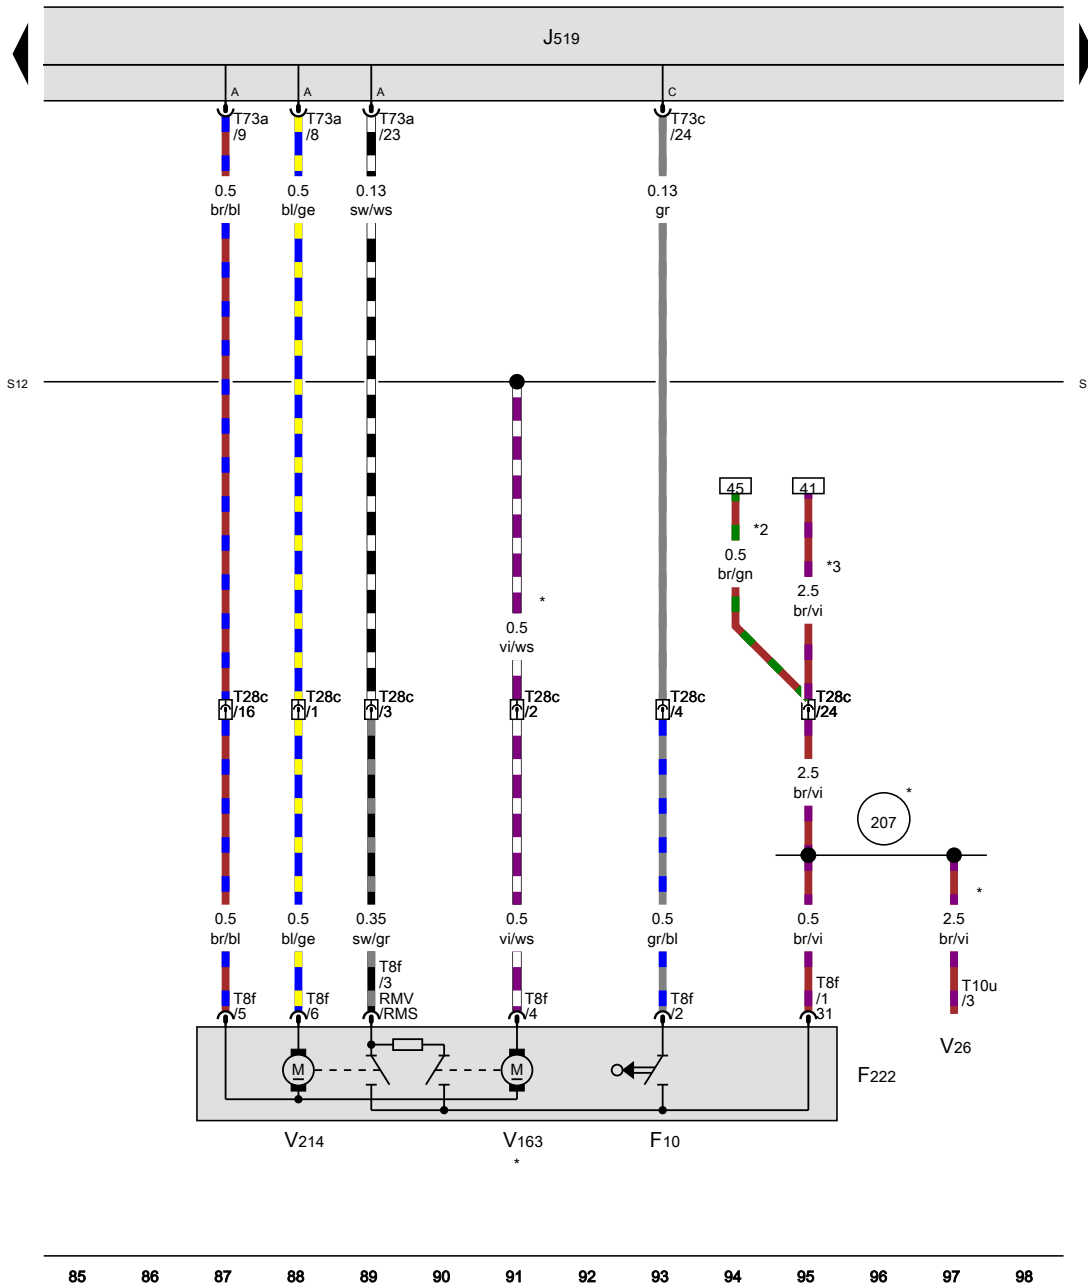 J519
A A A C
T73a T73a T73a T73c
/9 /8 /23 /24
0.5 0.5 0.13 0.13
br/bl bl/ge sw/ws gr
S12 S
45 41
*2
0.5 *3
br/gn 2.5
* br/vi
0.5
vi/ws
T28c T28c T28c T28c T28c T28c
/16 /1 /3 /2 /4 /24
2.5
br/vi *
207
*
0.5 0.5 0.35 0.5 0.5 0.5 2.5
br/bl bl/ge sw/gr vi/ws gr/bl br/vi br/vi
T8f T8f
/3 /1
T8f T8f RMV T8f T8f 31 T10u
/5 /6 /RMS /4 /2 /3
V26
M M
F222
V214 V163 F10
*
85 86 87 88 89 90 91 92 93 94 95 96 97 98